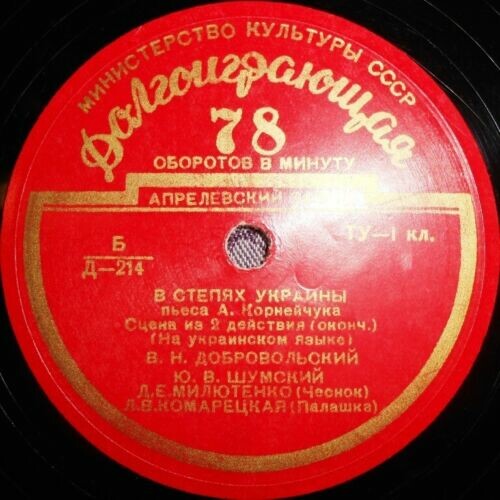 МИНИСТЕРСТВО КУЛЬТУРЫ СССР
Долгоиграющая
78
ОБОРОТОВ В МИНУТУ
АПРЕЛЕВСКИЙ
ТУ—1 кл.
Б
Д—214
В СТЕПЯХ УКРАИНЫ
пьеса А. Корнейчука
Сцена из 2 действия (оконч.)
(На украинском языке)
В. Н. ДОБРОВОЛЬСКИЙ
Ю. В. ШУМСКИЙ
Д. Е. МИЛЮТЕНКО (Чеснок)
Л. В. КОМАРЕЦКАЯ (Палашка)